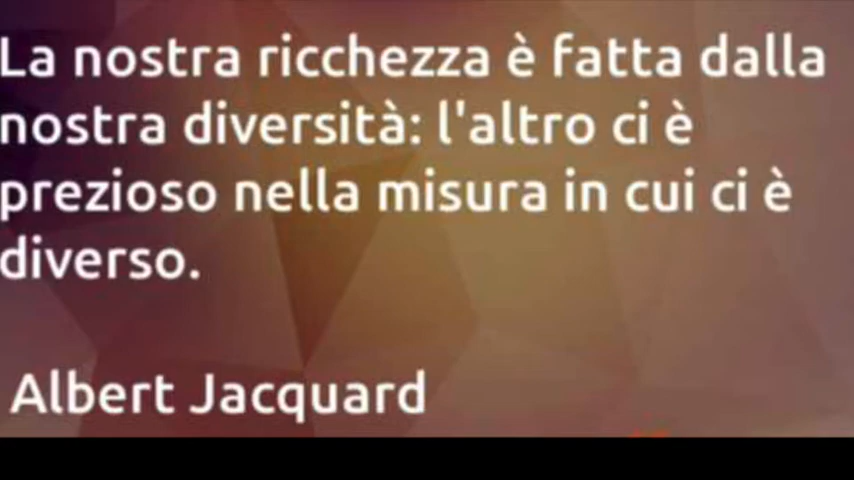 La nostra ricchezza è fatta dalla
nostra diversità: l'altro ci è
prezioso nella misura in cui ci è
diverso.
Albert Jacquard